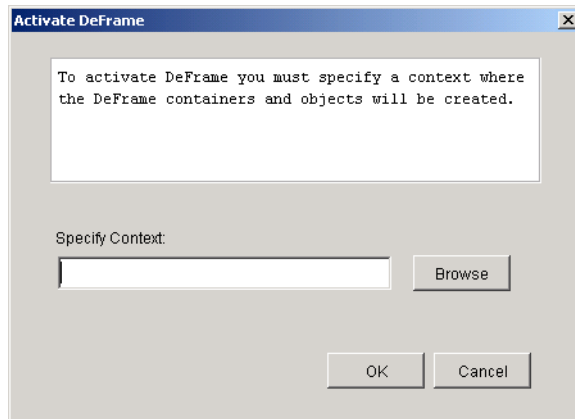 Activate DeFrame
To activate DeFrame you must specify a context where
the DeFrame containers and objects will be created.
Specify Context:
Browse
OK
Cancel